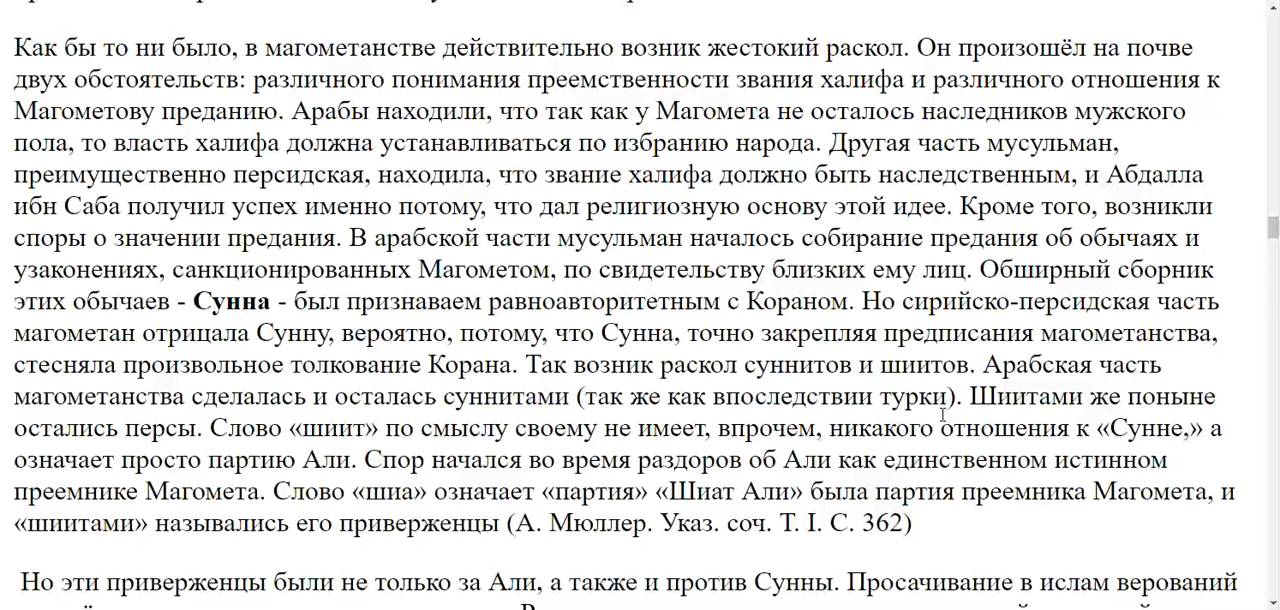 Как бы то ни было, в магометанстве действительно возник жестокий раскол. Он произошёл на почве
двух обстоятельств: различного понимания преемственности звания халифа и различного отношения к
Магометову преданию. Арабы находили, что так как у Магомета не осталось наследников мужского
пола, то власть халифа должна устанавливаться по избранию народа. Другая часть мусульман,
преимущественно персидская, находила, что звание халифа должно быть наследственным, и Абдалла
ибн Саба получил успех именно потому, что дал религиозную основу этой идее. Кроме того, возникли
споры о значении предания. В арабской части мусульман началось собирание предания об обычаях и
узаконениях, санкционированных Магометом, по свидетельству близких ему лиц. Обширный сборник
этих обычаев - Сунна - был признаваем равноавторитетным с Кораном. Но сирийско-персидская часть
магометан отрицала Сунну, вероятно, потому, что Сунна, точно закрепляя предписания магометанства,
стесняла произвольное толкование Корана. Так возник раскол суннитов и шиитов. Арабская часть
магометанства сделалась и осталась суннитами (так же как впоследствии турки). Шиитами же поныне
остались персы. Слово «шиит» по смыслу своему не имеет, впрочем, никакого отношения к «Сунне,» а
означает просто партию Али. Спор начался во время раздоров об Али как единственном истинном
преемнике Магомета. Слово «шиа» означает «партия» «Шиат Али» была партия преемника Магомета, и
«шиитами» назывались его приверженцы (А. Мюллер. Указ. соч. Т. I. С. 362)
Но эти приверженцы были не только за Али, а также и против Сунны. Просачивание в ислам верований